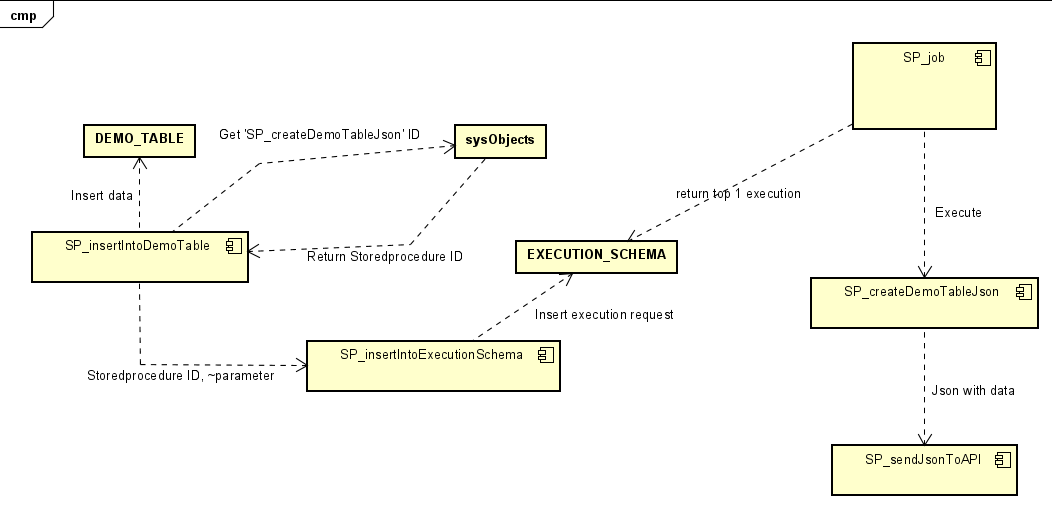 cmp
SP_job
DEMO_TABLE
Get 'SP_createDemoTableJson' ID
sysObjects
Insert data
return top 1 execution
Execute
SP_insertIntoDemoTable
Return Storedprocedure ID
EXECUTION_SCHEMA
SP_createDemoTableJson
Insert execution request
SP_insertIntoExecutionSchema
Storedprocedure ID, ~parameter
Json with data
SP_sendJsonToAPI